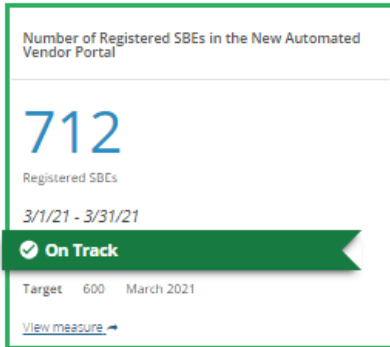 Number of Registered SBEs in the New Automated
Vendor Portal
712
Registered SBEs
3/1/21 - 3/31/21
On Track
Target 600 March 2021
View measure